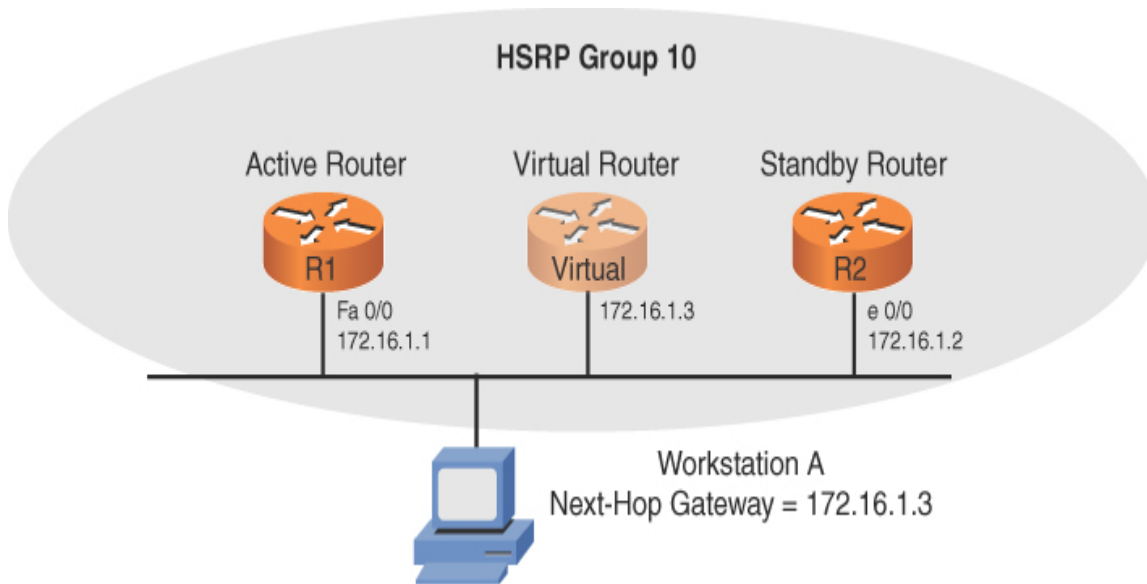 HSRP Group 10
Active Router
Virtual Router
Standby Router
R1
Virtual
R2
Fa 0/0
172.16.1.1
172.16.1.3
e 0/0
172.16.1.2
Workstation A
Next-Hop Gateway = 172.16.1.3